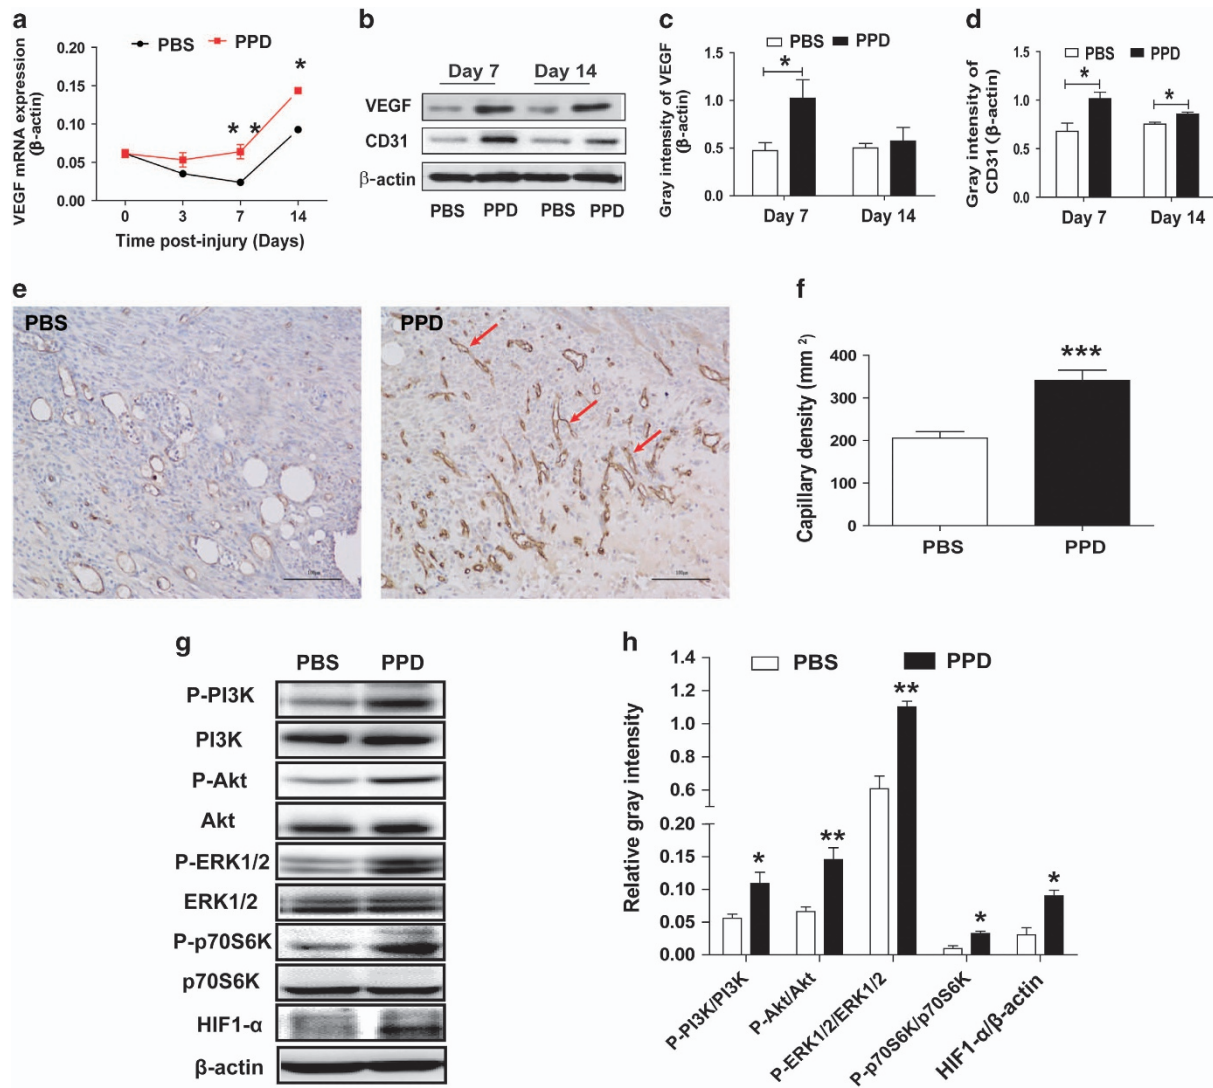 a
PBS PPD
VEGF mRNA expression
(β-actin)
0.20
0.15
0.10
0.05
0.00
*
* *
0 3 7 14
Time post-injury (Days)
b
Day 7 Day 14
VEGF
CD31
β-actin
PBS PPD PBS PPD
c
PBS PPD
Gray intensity of VEGF
(β-actin)
1.5
1.0
0.5
0.0
*
Day 7 Day 14
d
PBS PPD
Gray intensity of
CD31 (β-actin)
1.5
1.0
0.5
0.0
* *
Day 7 Day 14
e
PBS
PPD
f
Capillary density (mm ²)
400
300
200
100
0
***
PBS PPD
g
PBS PPD
P-PI3K
PI3K
P-Akt
Akt
P-ERK1/2
ERK1/2
P-p70S6K
p70S6K
HIF1-α
β-actin
h
PBS PPD
Relative gray intensity
1.4
1.2
1.0
0.8
0.6
0.20
0.15
0.10
0.05
0.00
* ** ** * *
P-PI3K/PI3K
P-Akt/Akt
P-ERK1/2/ERK1/2
P-p70S6K/p70S6K
HIF1-α/β-actin